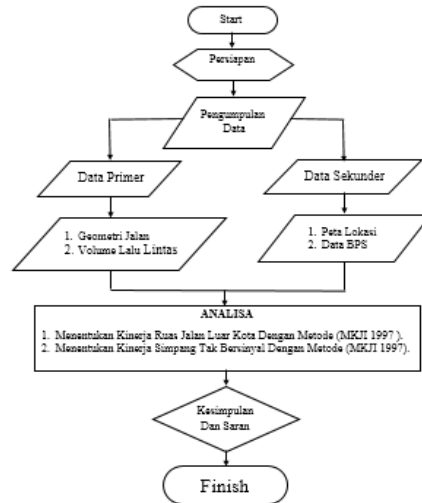 Start
Persiapan
Pengumpulan
Data
Data Primer
Data Sekunder
1. Geometri Jalan
2. Volume Lalu Lintas
1. Peta Lokasi
2. Data BPS
ANALISA
1. Menentukan Kinerja Ruas Jalan Luar Kota Dengan Metode (MKJI 1997 ).
2. Menentukan Kinerja Simpang Tak Bersinyal Dengan Metode (MKJI 1997).
Kesimpulan
Dan Saran
Finish